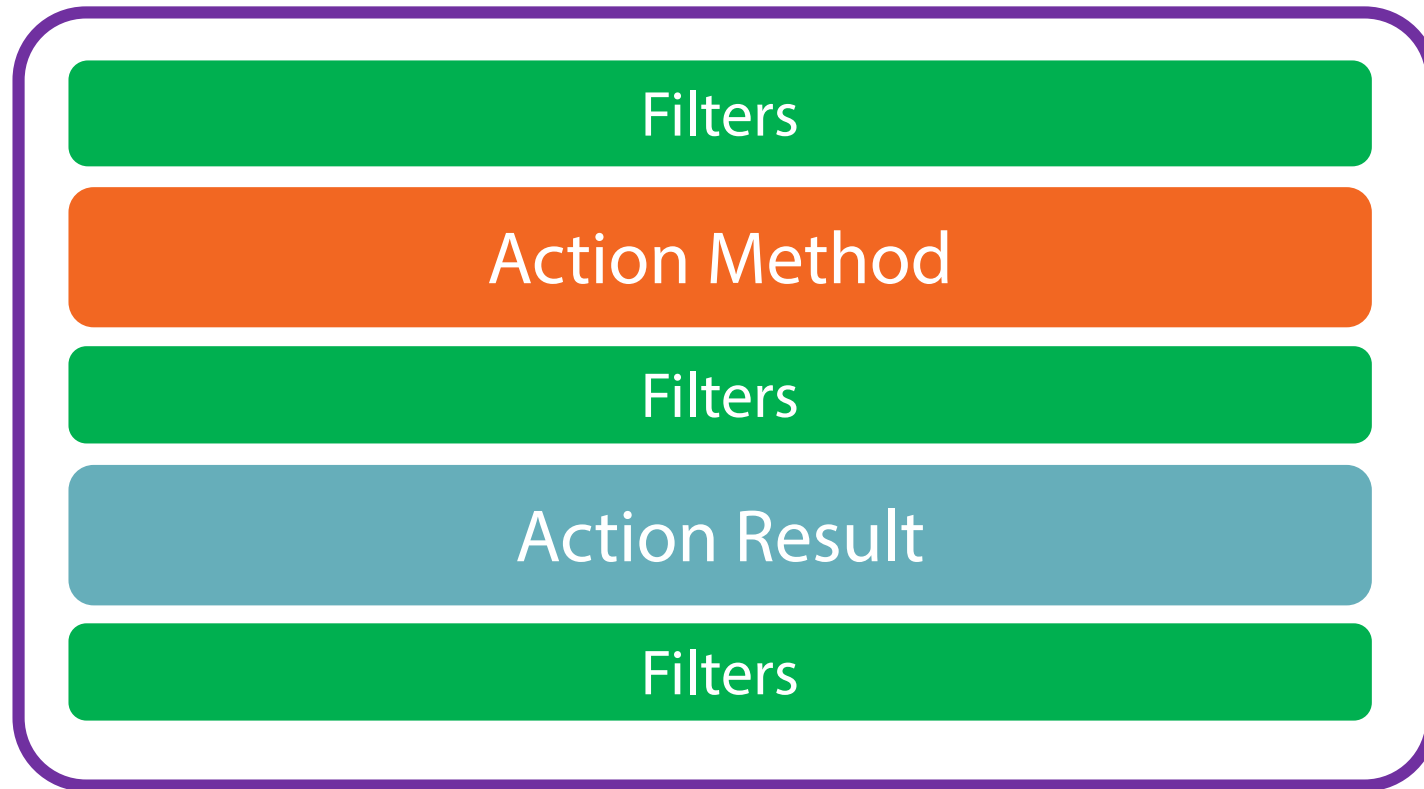 Filters
Action Method
Filters
Action Result
Filters